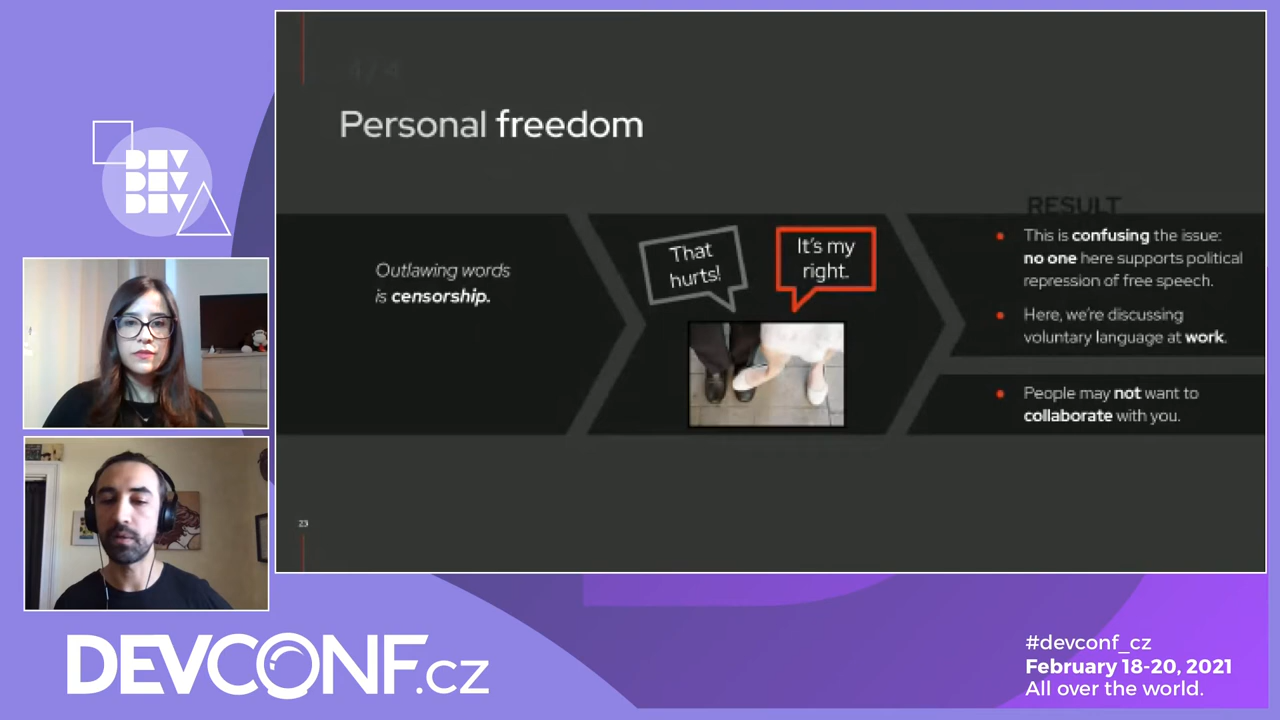 DEV
DEV
DEV
4/4
Personal freedom
Outlawing words
is censorship.
That
hurts!
It's my
right.
RESULT
This is confusing the issue:
no one here supports political
repression of free speech.
Here, we're discussing
voluntary language at work.
People may not want to
collaborate with you.
23
DEVCONF.cz
#devconf_cz
February 18-20, 2021
All over the world.